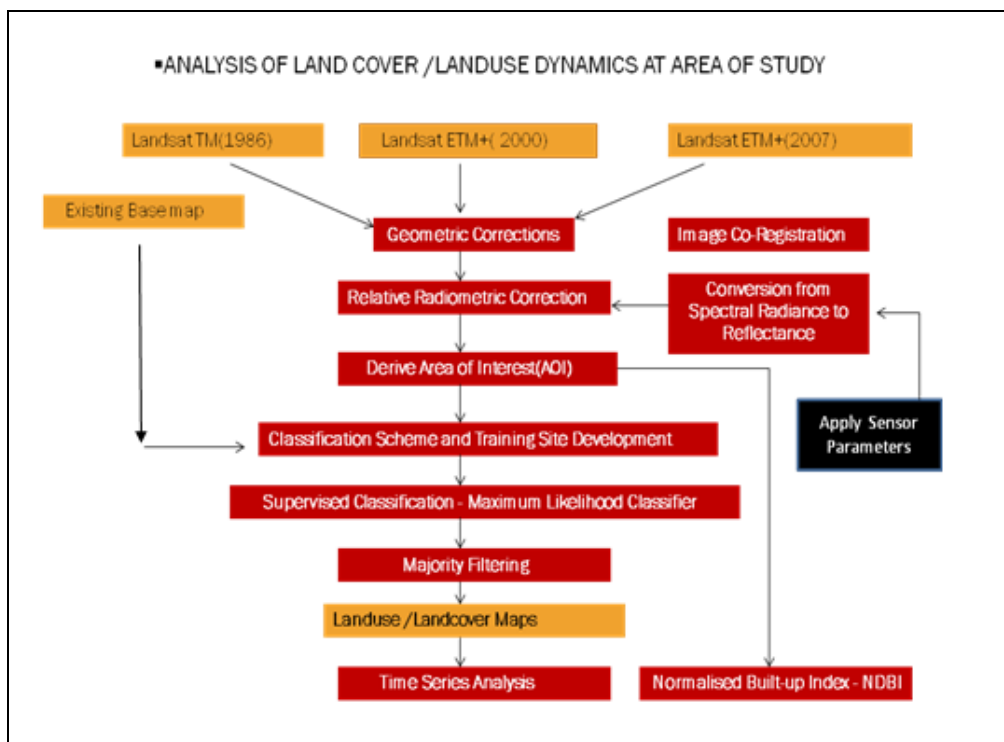 ▪ANALYSIS OF LAND COVER /LANDUSE DYNAMICS AT AREA OF STUDY
Landsat TM(1986)
Landsat ETM+( 2000)
Landsat ETM+(2007)
Existing Base map
Geometric Corrections
Image Co-Registration
Relative Radiometric Correction
Conversion from
Spectral Radiance to
Reflectance
Derive Area of Interest(AOI)
Apply Sensor
Parameters
Classification Scheme and Training Site Development
Supervised Classification - Maximum Likelihood Classifier
Majority Filtering
Landuse /Landcover Maps
Time Series Analysis
Normalised Built-up Index - NDBI